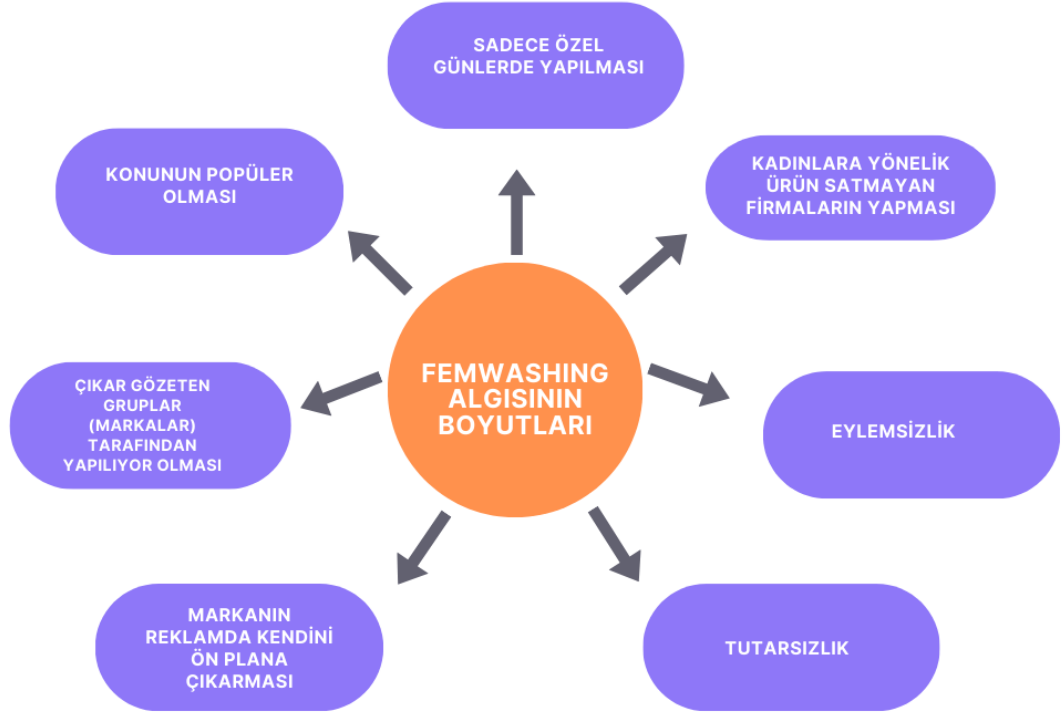 SADECE ÖZEL
GÜNLERDE YAPILMASI
KADINLARA YÖNELİK
ÜRÜN SATMAYAN
FİRMALARIN YAPMASI
KONUNUN POPÜLER
OLMASI
FEMWASHING
ALGISININ
BOYUTLARI
ÇIKAR GÖZETEN
GRUPLAR
(MARKALAR)
TARAFINDAN
YAPILIYOR OLMASI
EYLEMSİZLİK
MARKANIN
REKLAMDA KENDİNİ
ÖN PLANA
ÇIKARMASI
TUTARSIZLIK